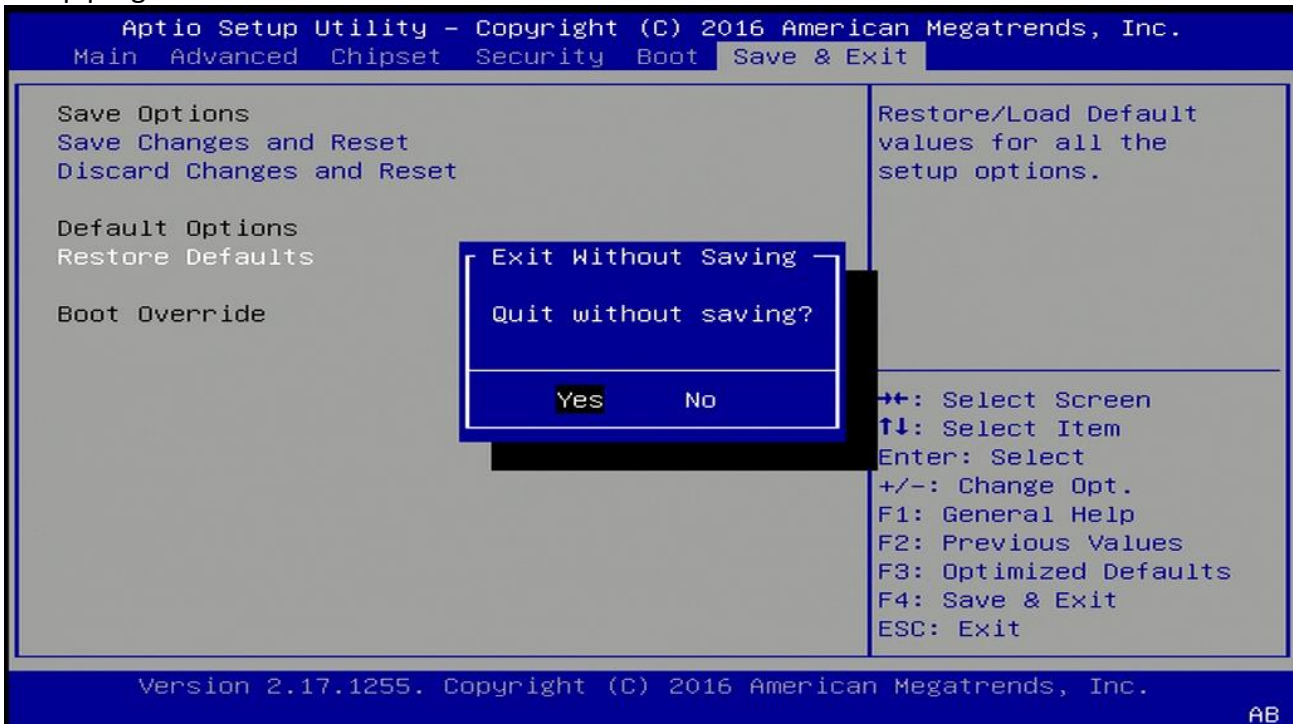 Aptio Setup Utility – Copyright (C) 2016 American Megatrends, Inc.
Main Advanced Chipset Security Boot Save & Exit
Save Options
Save Changes and Reset
Discard Changes and Reset
Default Options
Restore Defaults
Boot Override
Exit Without Saving
Quit without saving?
Yes No
Restore/Load Default
values for all the
setup options.
→←: Select Screen
↑↓: Select Item
Enter: Select
+/-: Change Opt.
F1: General Help
F2: Previous Values
F3: Optimized Defaults
F4: Save & Exit
ESC: Exit
Version 2.17.1255. Copyright (C) 2016 American Megatrends, Inc.
AB